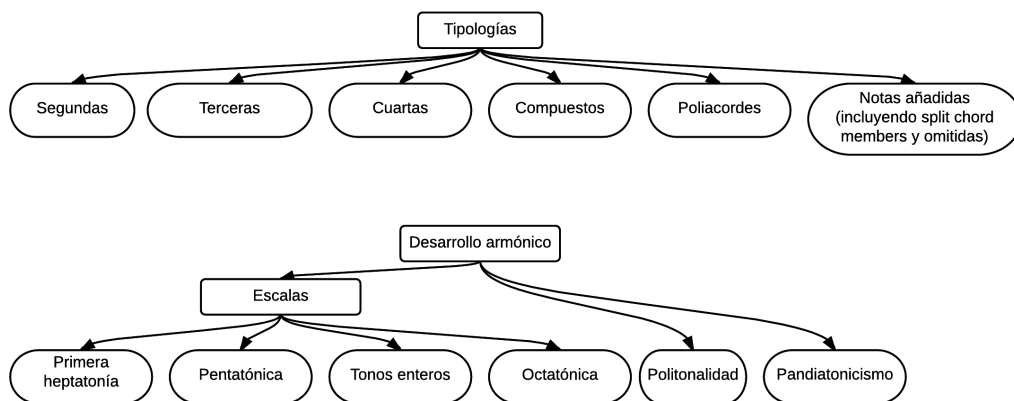 Tipologías
Segundas
Terceras
Cuartas
Compuestos
Poliacordes
Notas añadidas
(incluyendo split chord
members y omitidas)
Desarrollo armónico
Escalas
Primera
heptatonía
Pentatónica
Tonos enteros
Octatónica
Politonalidad
Pandiatonicismo